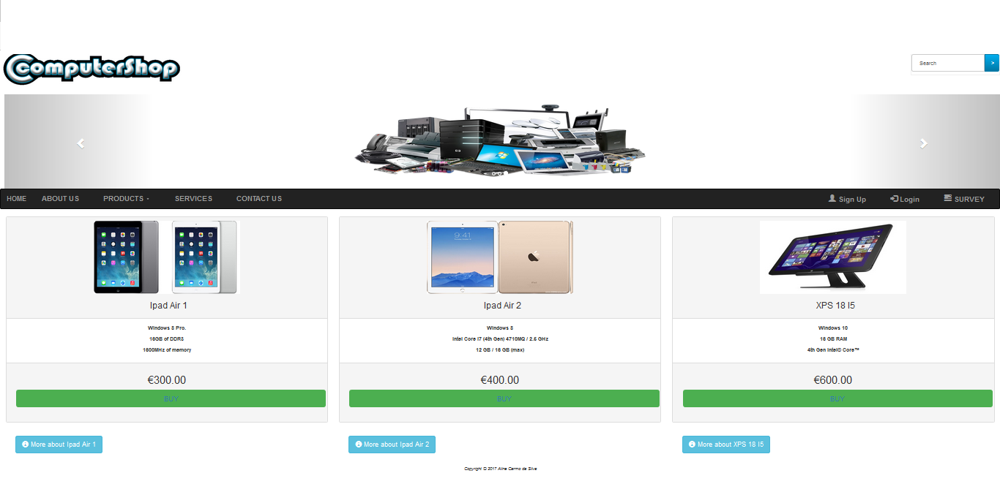 ComputerShop
Search >
HOME ABOUT US PRODUCTS SERVICES CONTACT US Sign Up Login SURVEY
9:41
Ipad Air 1 Ipad Air 2 XPS 18 I5
Windows 8 Pro. Windows 8 Windows 10
16GB of DDR3 Intel Core i7 (4th Gen) 4710MQ / 2.5 GHz 16 GB RAM
1600MHz of memory 12 GB / 16 GB (max) 4th Gen Intel® Core™
€300.00 €400.00 €600.00
BUY BUY BUY
More about Ipad Air 1 More about Ipad Air 2 More about XPS 18 I5
Copyright © 2017 Aline Carmo da Silva